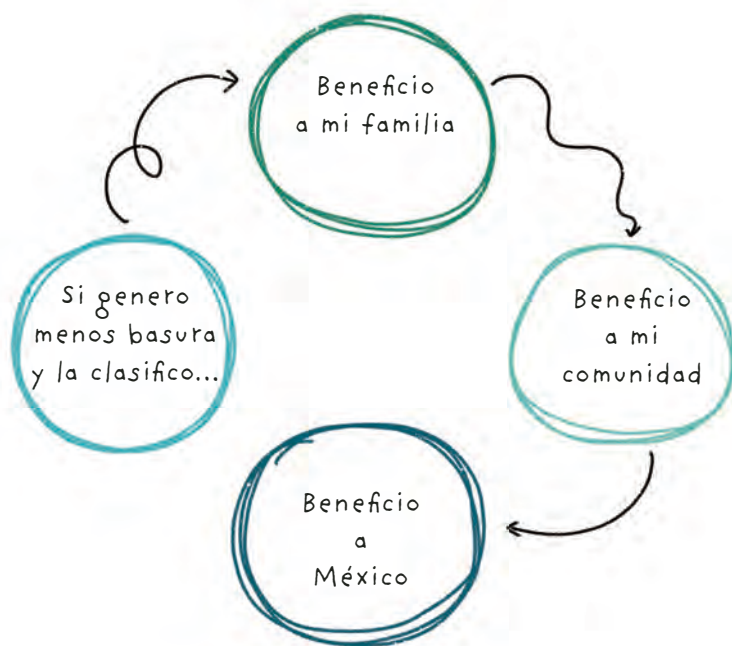 Si genero
menos basura
y la clasifico...
Beneficio
a mi familia
Beneficio
a mi
comunidad
Beneficio
a
México